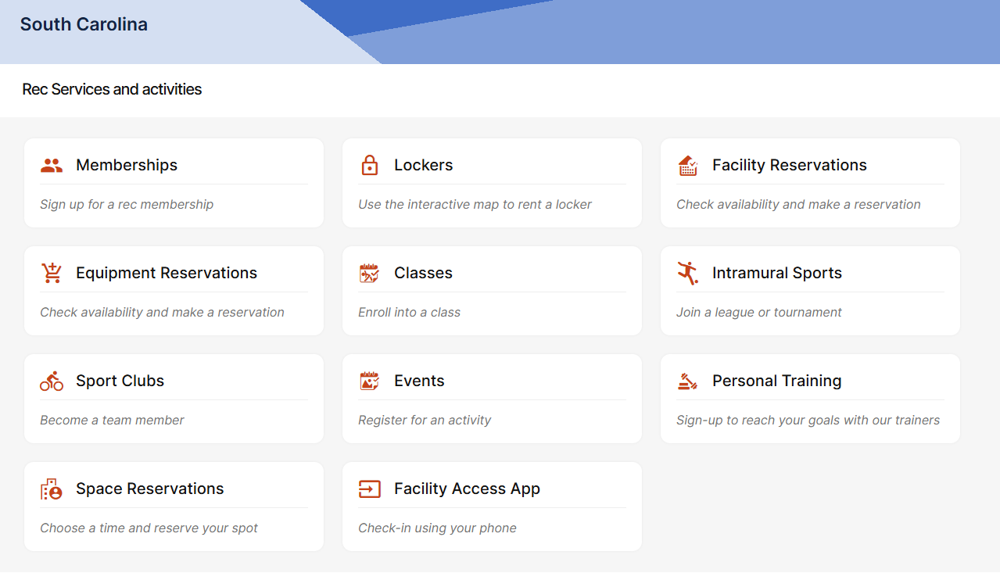 South Carolina
Rec Services and activities
Memberships
Sign up for a rec membership
Lockers
Use the interactive map to rent a locker
Facility Reservations
Check availability and make a reservation
Equipment Reservations
Check availability and make a reservation
Classes
Enroll into a class
Intramural Sports
Join a league or tournament
Sport Clubs
Become a team member
Events
Register for an activity
Personal Training
Sign-up to reach your goals with our trainers
Space Reservations
Choose a time and reserve your spot
Facility Access App
Check-in using your phone